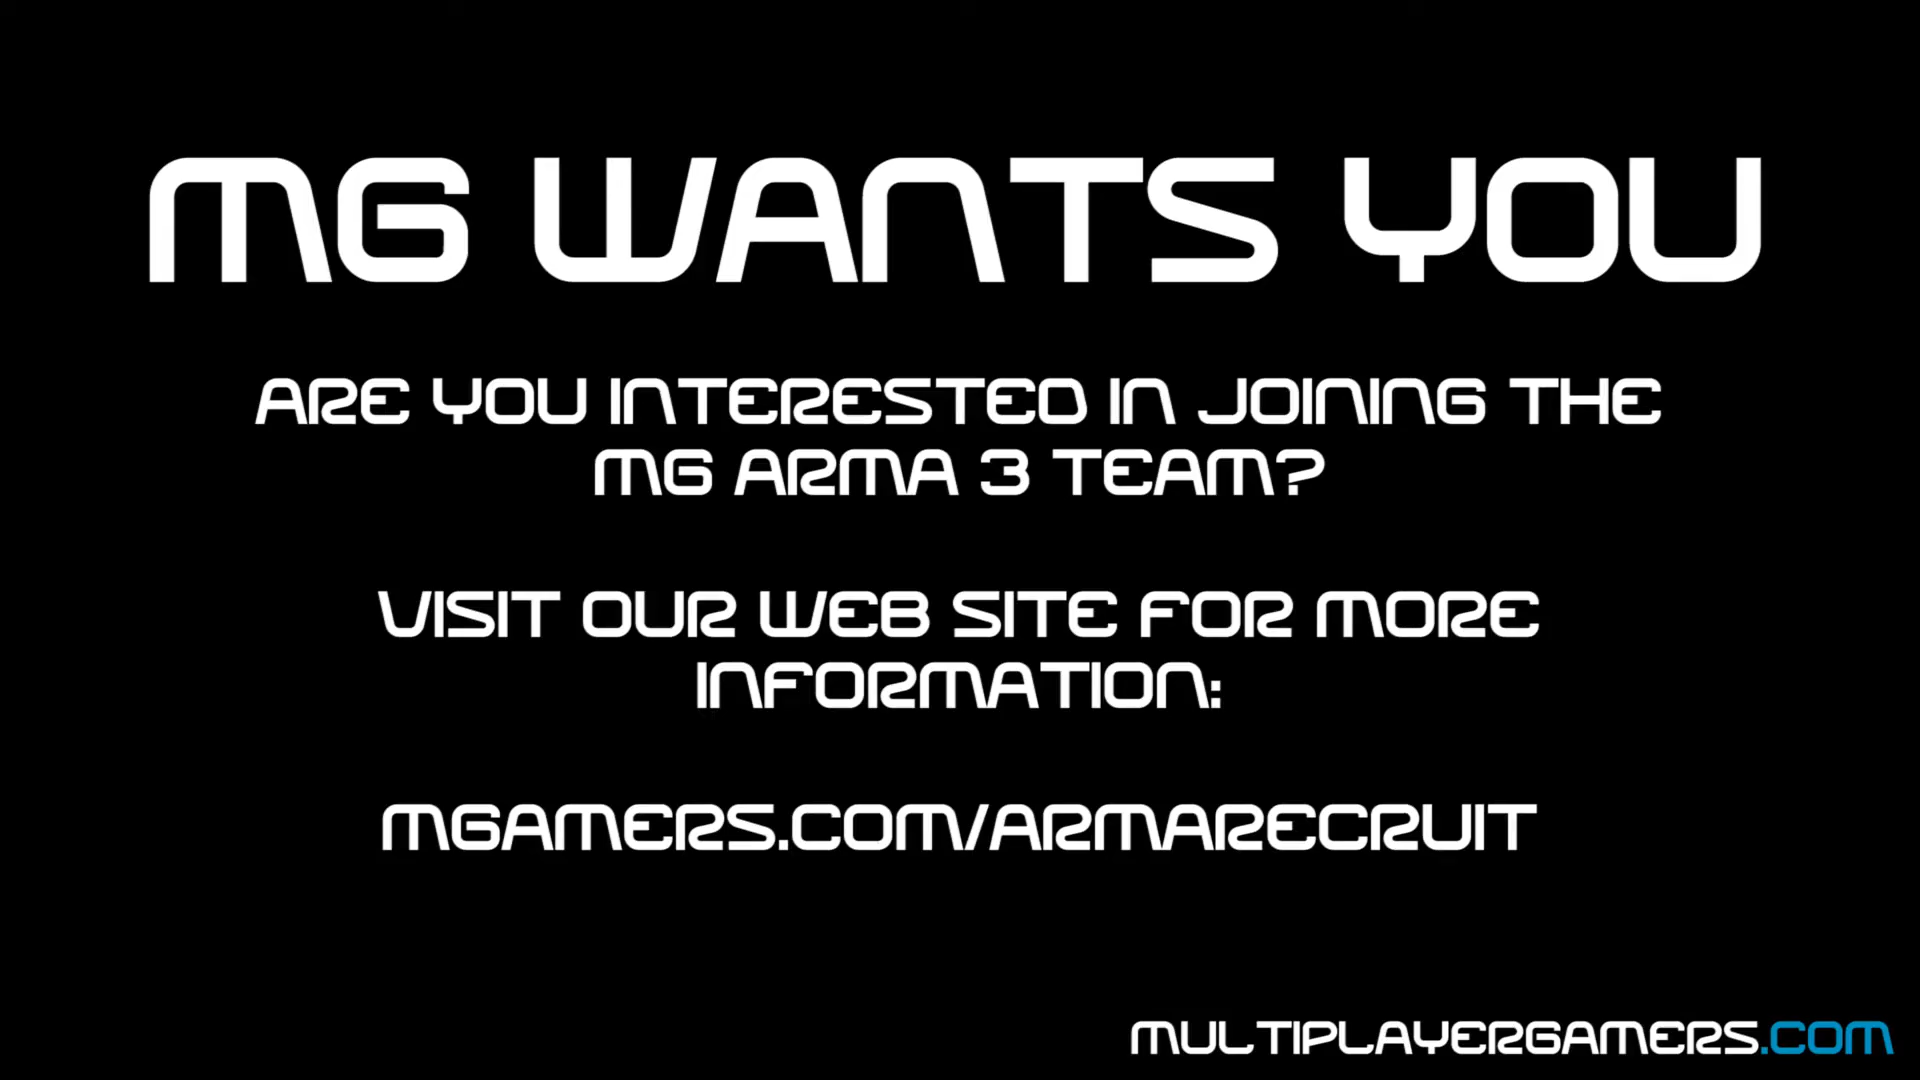 MG WANTS YOU
ARE YOU INTERESTED IN JOINING THE
MG ARMA 3 TEAM?
VISIT OUR WEB SITE FOR MORE
INFORMATION:
MGAMERS.COM/ARMARECRUIT
MULTIPLAYERGAMERS.COM